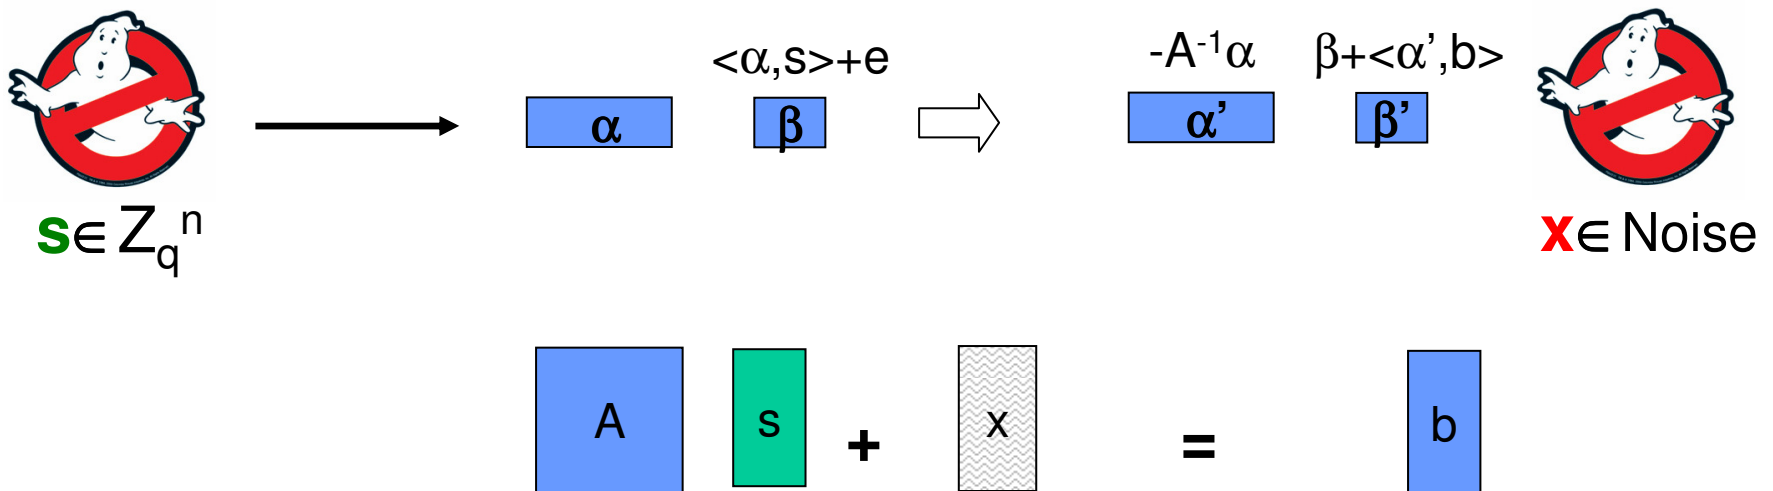 <α,s>+e
-A⁻¹α β+<α’,b>
α β α’ β’
s∈ Z_q^n
x∈ Noise
A s + x = b